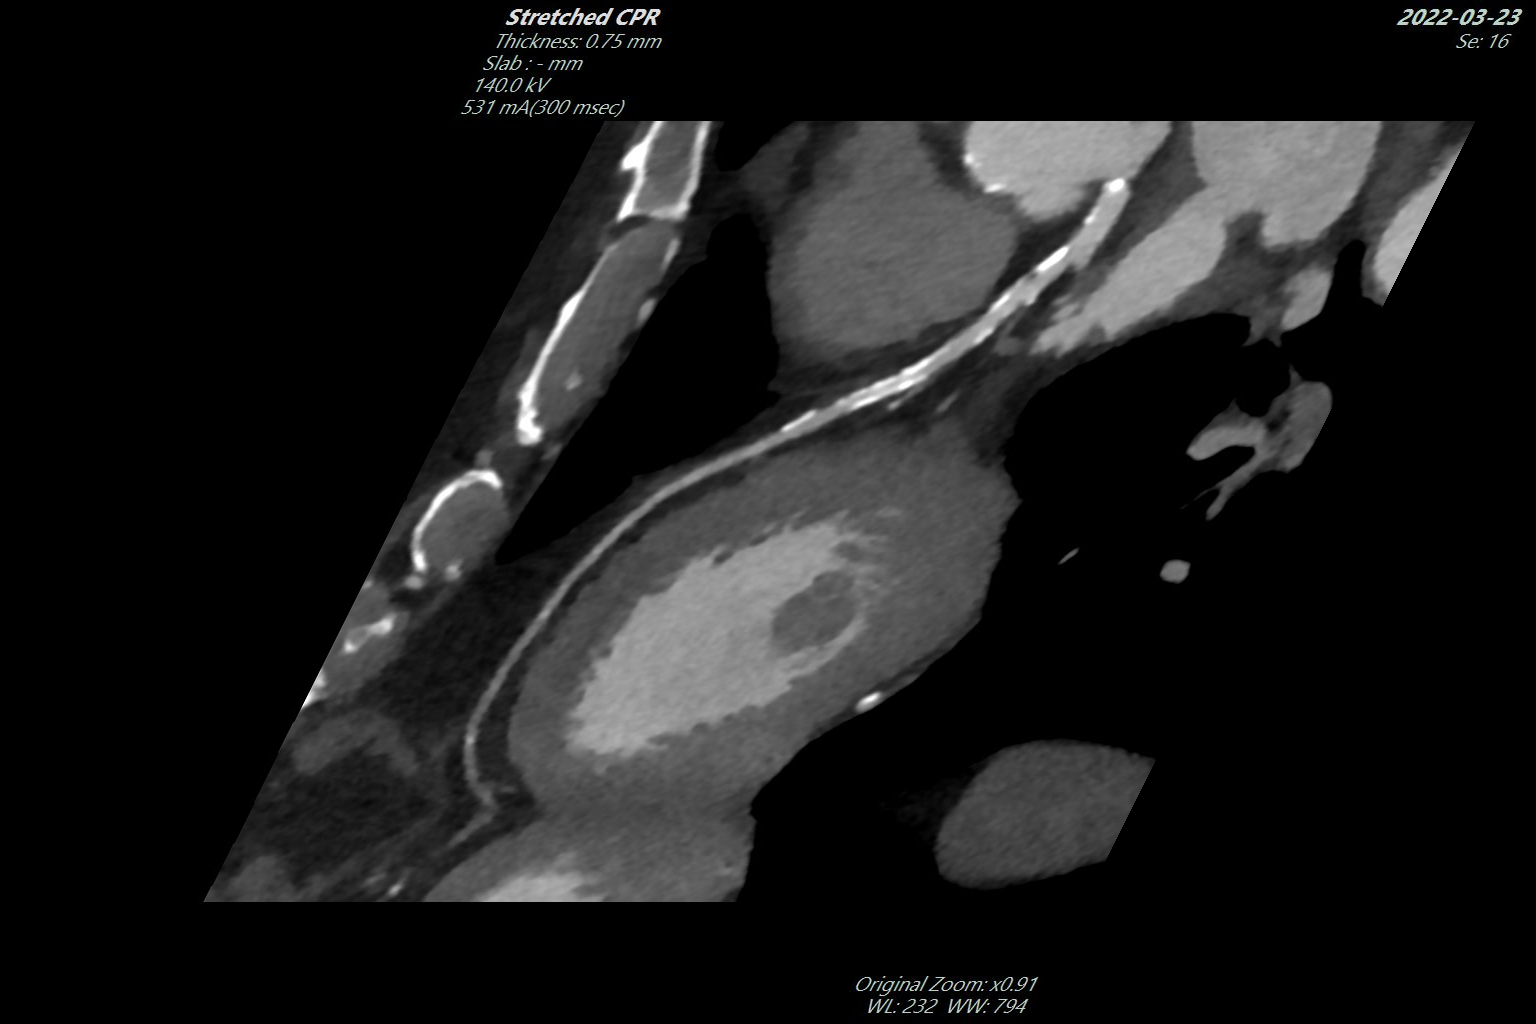 Stretched CPR
Thickness: 0.75 mm
Slab : - mm
140.0 kV
531 mA(300 msec)
2022-03-23
Se: 16
Original Zoom: x0.91
WL: 232 WW: 794